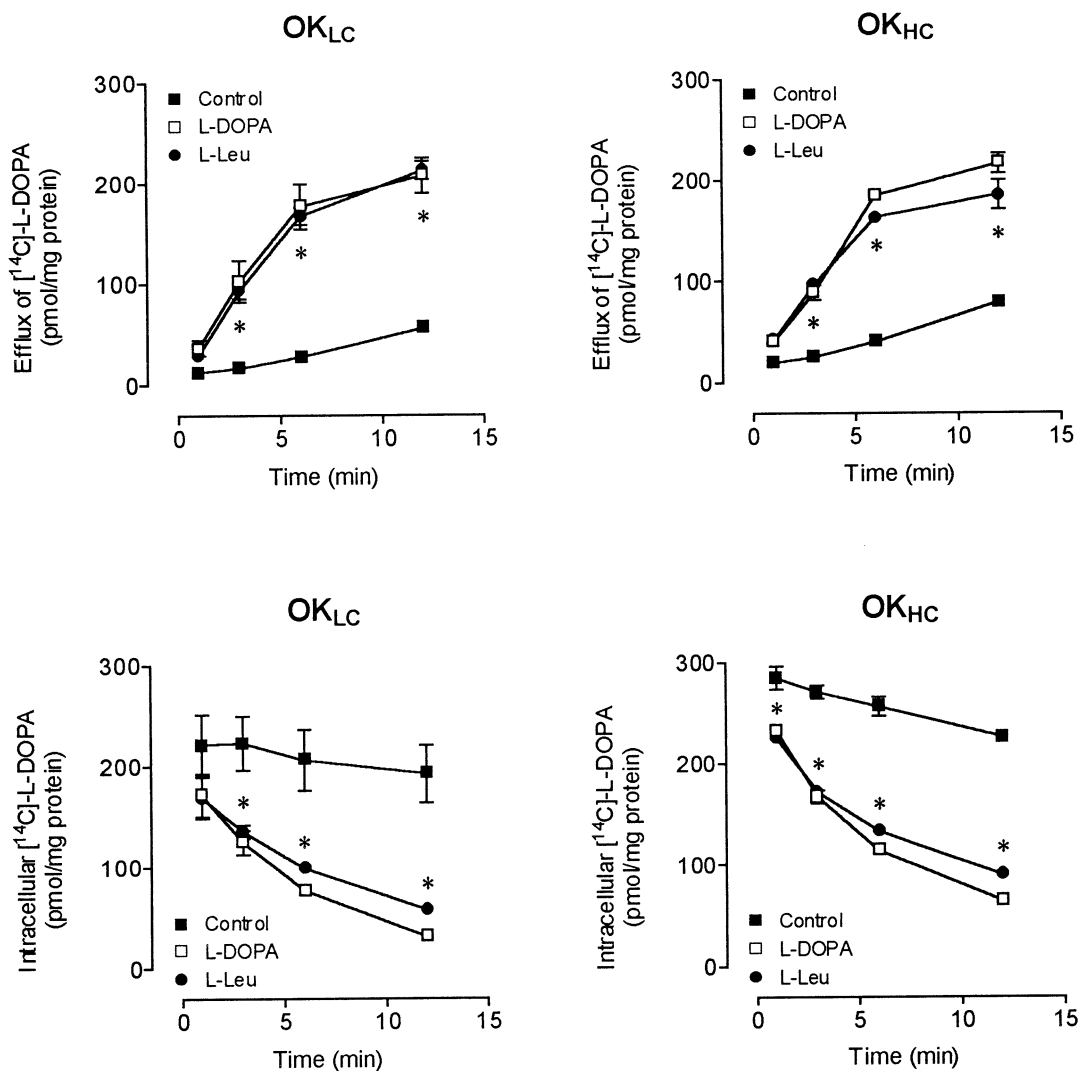 OKLC
300
200
100
0
Efflux of [14C]-L-DOPA
(pmol/mg protein)
Control
L-DOPA
L-Leu
*
*
*
0 5 10 15
Time (min)
OKHC
300
200
100
0
Efflux of [14C]-L-DOPA
(pmol/mg protein)
Control
L-DOPA
L-Leu
*
*
*
0 5 10 15
Time (min)
OKLC
300
200
100
0
Intracellular [14C]-L-DOPA
(pmol/mg protein)
*
*
*
Control
L-DOPA
L-Leu
0 5 10 15
Time (min)
OKHC
300
200
100
0
Intracellular [14C]-L-DOPA
(pmol/mg protein)
*
*
*
*
Control
L-DOPA
L-Leu
0 5 10 15
Time (min)